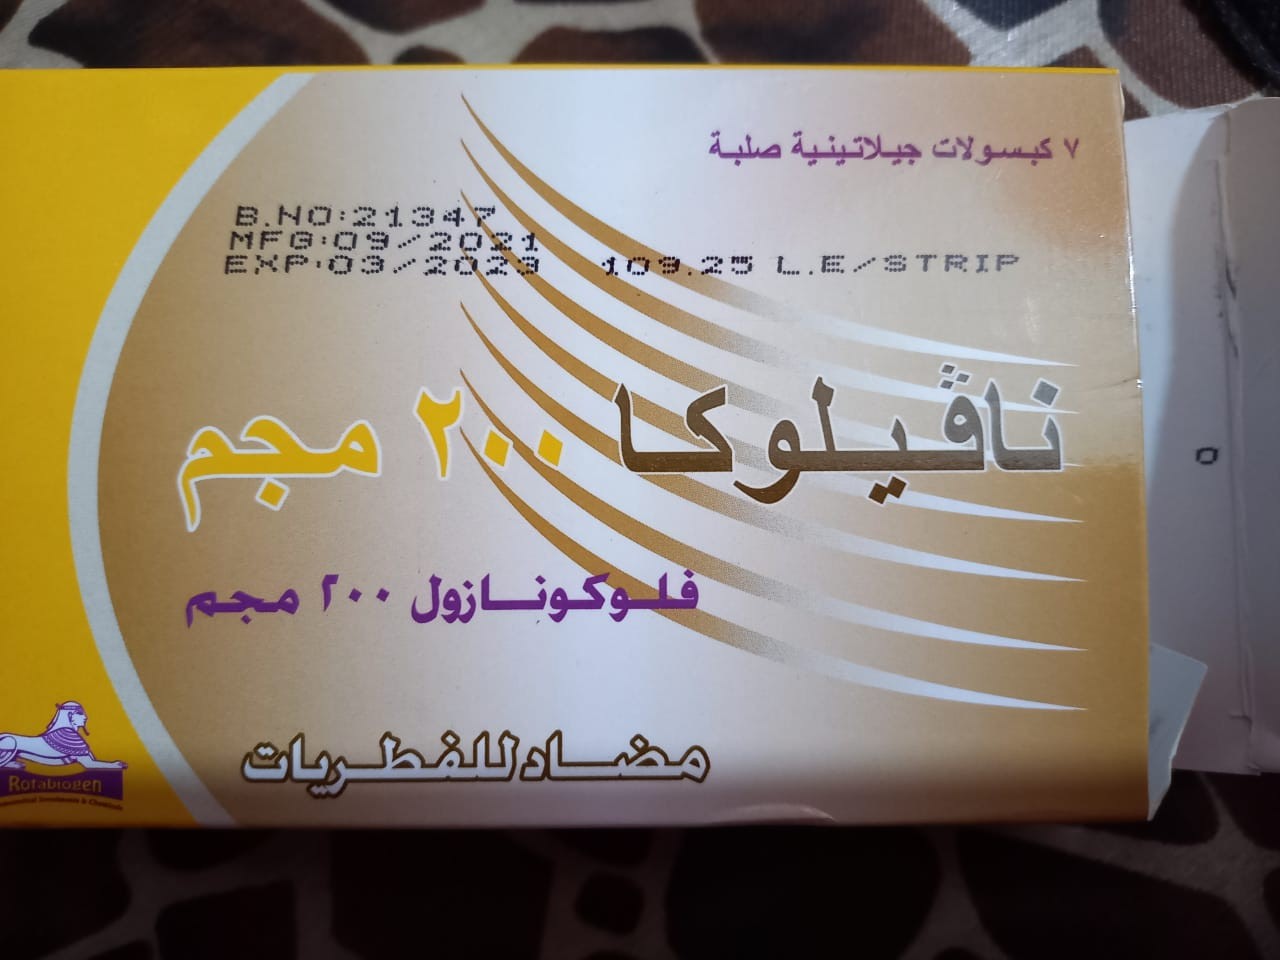 ٧ كبسولات جيلاتينية صلبة
B.NO:21347
MFG:09/2021
EXP:03/2023 109.25 L.E/STRIP
ناڤيلوكا ٢٠٠ مجم
فلوكونازول ٢٠٠ مجم
مضاد للفطريات
Rotabiogen